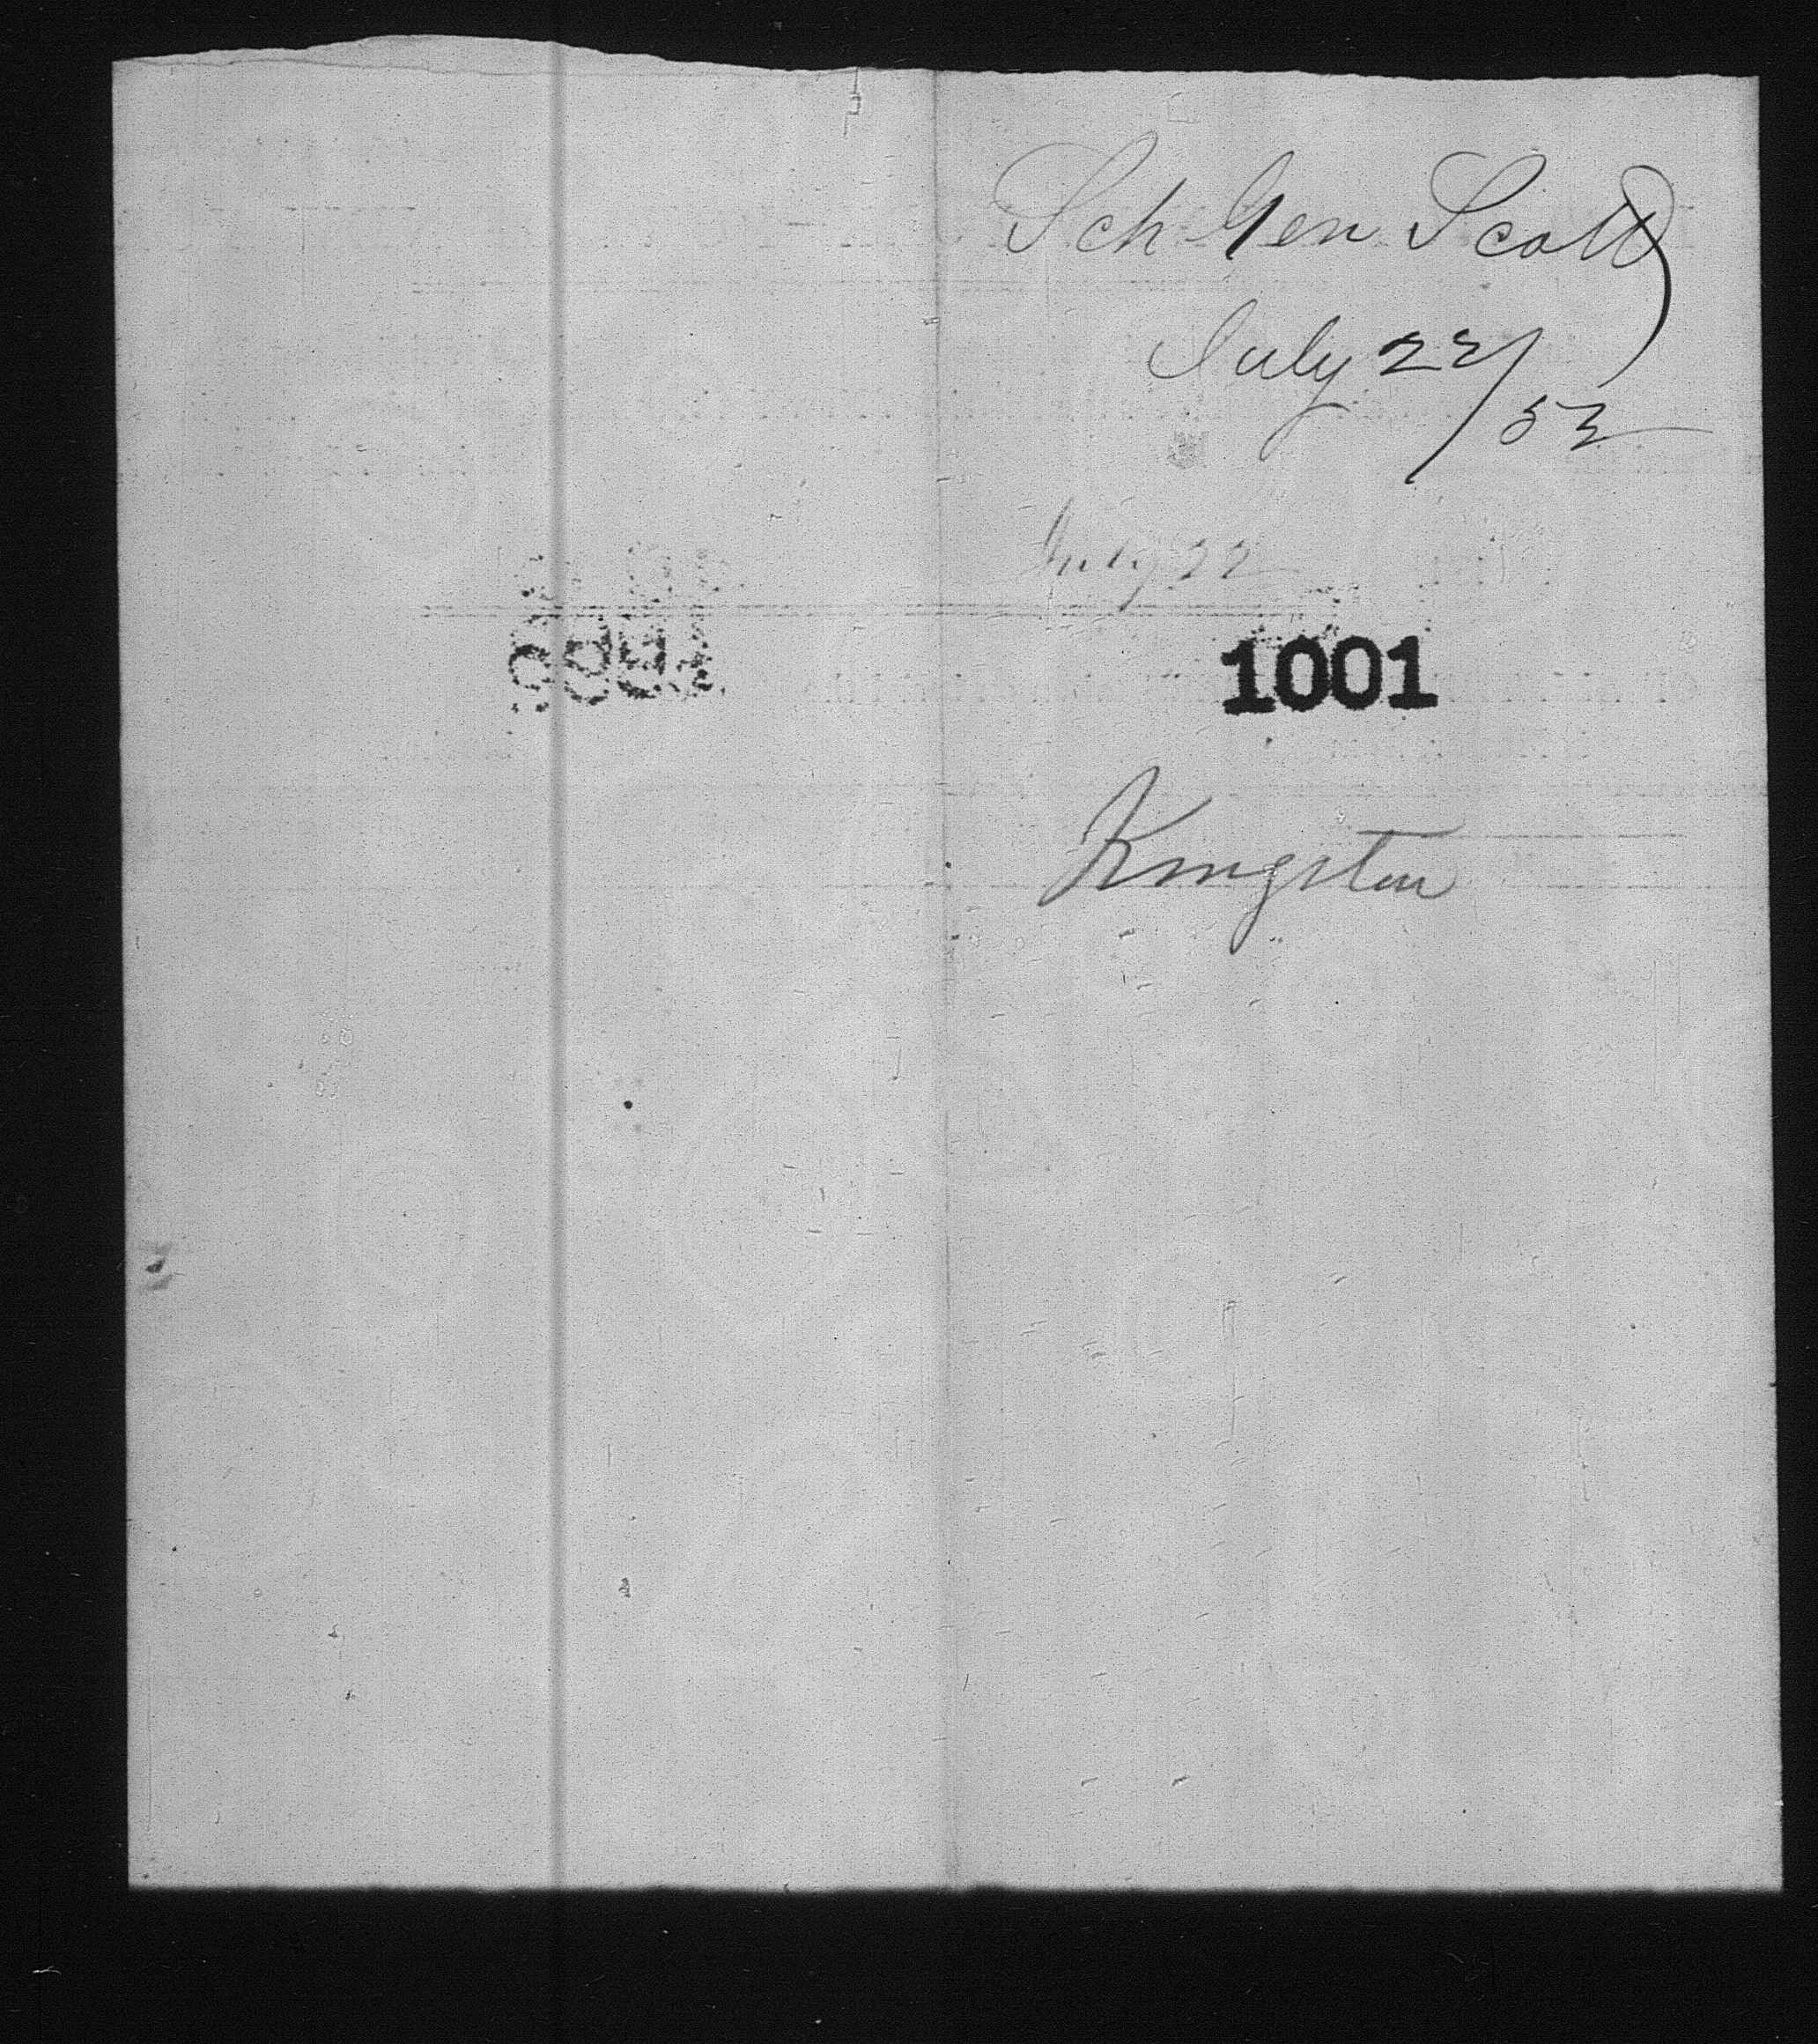 Sch Gen Scott
July 22/
53
July 22
1001
Kingston